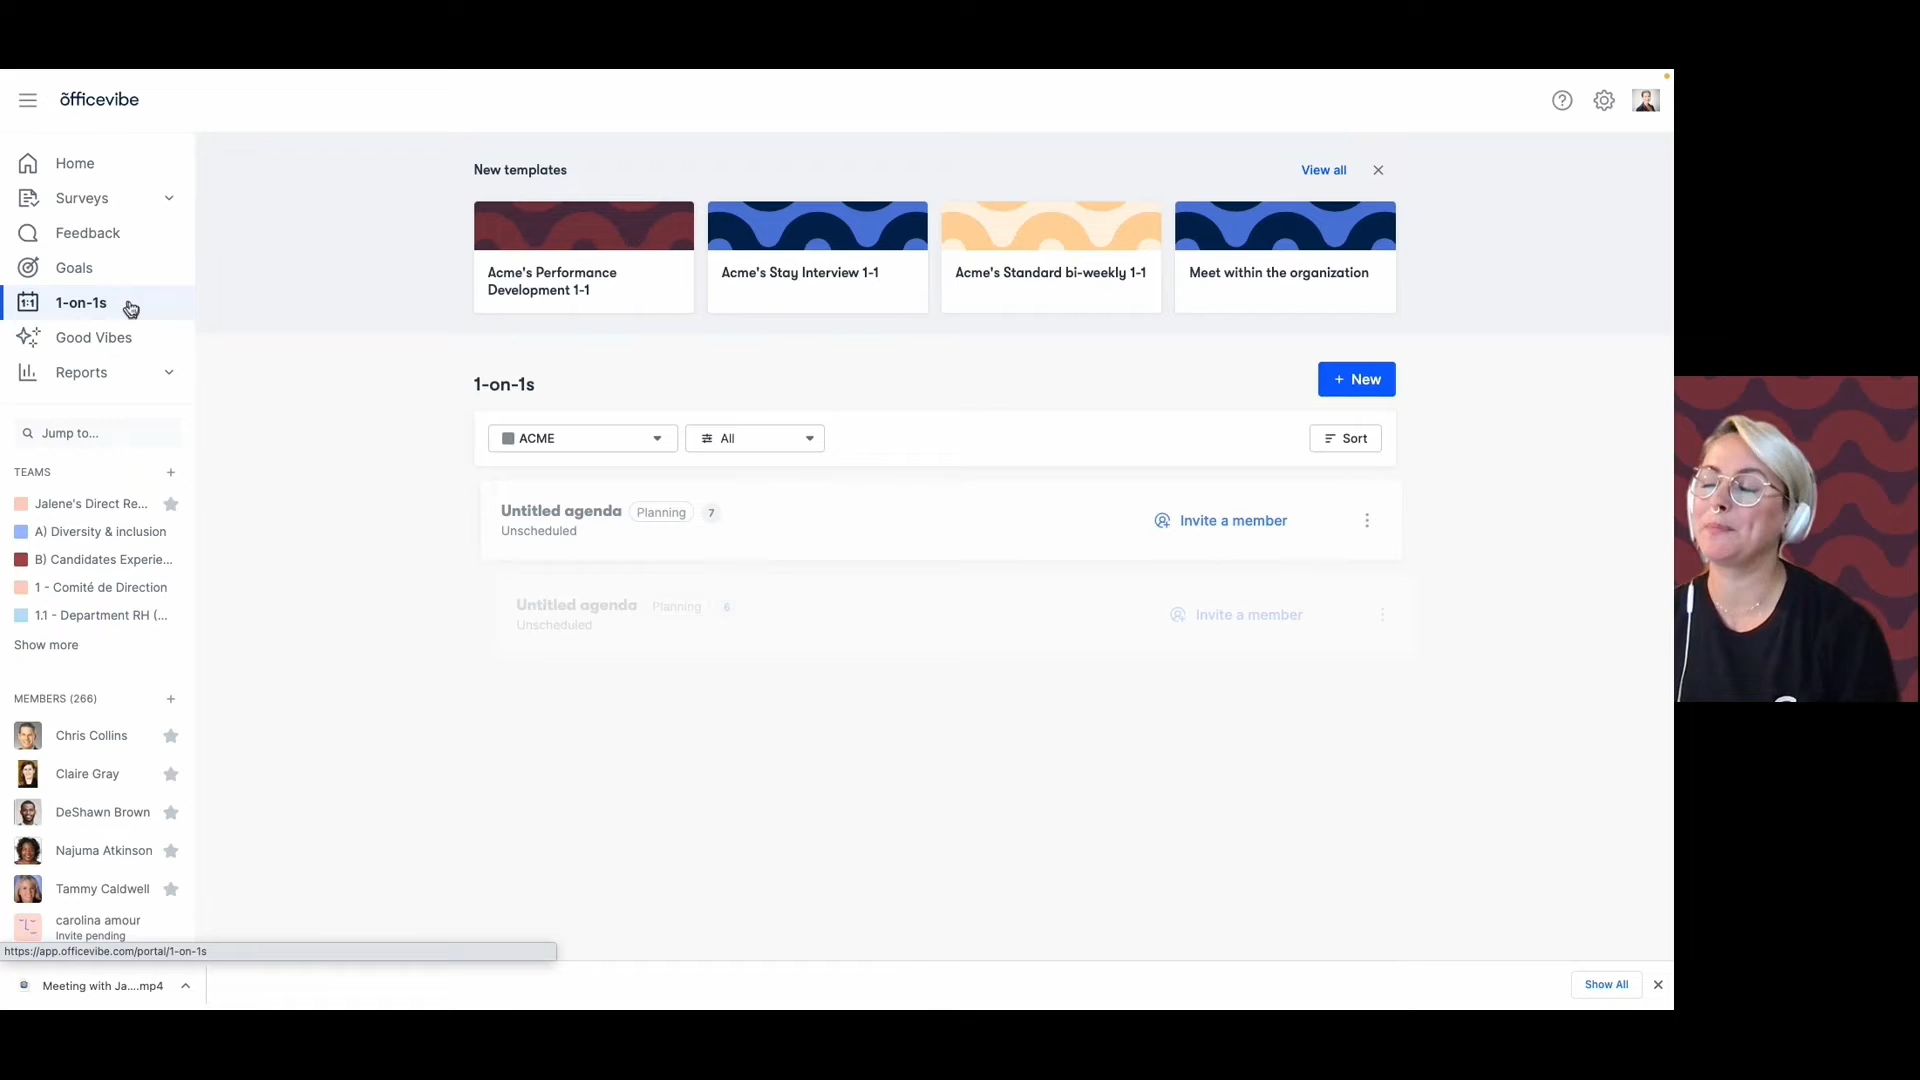 õfficevibe
Home
Surveys
Feedback
Goals
1:1 1-on-1s
Good Vibes
Reports
Jump to...
TEAMS +
Jalene's Direct Re...
A) Diversity & inclusion
B) Candidates Experie...
1 - Comité de Direction
1.1 - Department RH (...
Show more
MEMBERS (266) +
Chris Collins
Claire Gray
DeShawn Brown
Najuma Atkinson
Tammy Caldwell
carolina amour
Invite pending
https://app.officevibe.com/portal/1-on-1s
Meeting with Ja....mp4
New templates
View all
Acme's Performance
Development 1-1
Acme's Stay Interview 1-1
Acme's Standard bi-weekly 1-1
Meet within the organization
1-on-1s
+ New
ACME
All
Sort
Untitled agenda Planning 7
Unscheduled
Invite a member
Untitled agenda Planning 6
Unscheduled
Invite a member
Show All